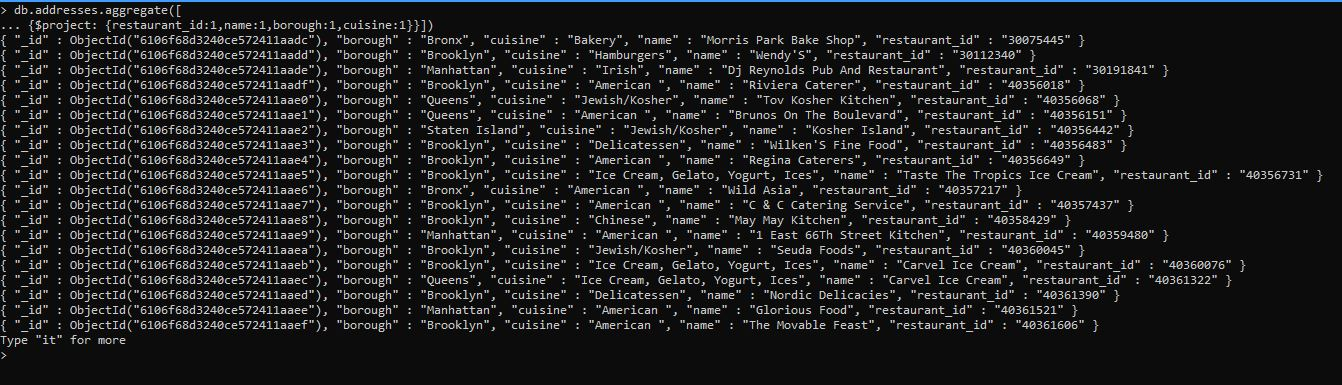 > db.addresses.aggregate([
... {$project: {restaurant_id:1,name:1,borough:1,cuisine:1}}])
{ "_id" : ObjectId("6106f68d3240ce572411aadc"), "borough" : "Bronx", "cuisine" : "Bakery", "name" : "Morris Park Bake Shop", "restaurant_id" : "30075445" }
{ "_id" : ObjectId("6106f68d3240ce572411aadd"), "borough" : "Brooklyn", "cuisine" : "Hamburgers", "name" : "Wendy'S", "restaurant_id" : "30112340" }
{ "_id" : ObjectId("6106f68d3240ce572411aade"), "borough" : "Manhattan", "cuisine" : "Irish", "name" : "Dj Reynolds Pub And Restaurant", "restaurant_id" : "30191841" }
{ "_id" : ObjectId("6106f68d3240ce572411aadf"), "borough" : "Brooklyn", "cuisine" : "American ", "name" : "Riviera Caterer", "restaurant_id" : "40356018" }
{ "_id" : ObjectId("6106f68d3240ce572411aae0"), "borough" : "Queens", "cuisine" : "Jewish/Kosher", "name" : "Tov Kosher Kitchen", "restaurant_id" : "40356068" }
{ "_id" : ObjectId("6106f68d3240ce572411aae1"), "borough" : "Queens", "cuisine" : "American ", "name" : "Brunos On The Boulevard", "restaurant_id" : "40356151" }
{ "_id" : ObjectId("6106f68d3240ce572411aae2"), "borough" : "Staten Island", "cuisine" : "Jewish/Kosher", "name" : "Kosher Island", "restaurant_id" : "40356442" }
{ "_id" : ObjectId("6106f68d3240ce572411aae3"), "borough" : "Brooklyn", "cuisine" : "Delicatessen", "name" : "Wilken'S Fine Food", "restaurant_id" : "40356483" }
{ "_id" : ObjectId("6106f68d3240ce572411aae4"), "borough" : "Brooklyn", "cuisine" : "American ", "name" : "Regina Caterers", "restaurant_id" : "40356649" }
{ "_id" : ObjectId("6106f68d3240ce572411aae5"), "borough" : "Brooklyn", "cuisine" : "Ice Cream, Gelato, Yogurt, Ices", "name" : "Taste The Tropics Ice Cream", "restaurant_id" : "40356731" }
{ "_id" : ObjectId("6106f68d3240ce572411aae6"), "borough" : "Bronx", "cuisine" : "American ", "name" : "Wild Asia", "restaurant_id" : "40357217" }
{ "_id" : ObjectId("6106f68d3240ce572411aae7"), "borough" : "Brooklyn", "cuisine" : "American ", "name" : "C & C Catering Service", "restaurant_id" : "40357437" }
{ "_id" : ObjectId("6106f68d3240ce572411aae8"), "borough" : "Brooklyn", "cuisine" : "Chinese", "name" : "May May Kitchen", "restaurant_id" : "40358429" }
{ "_id" : ObjectId("6106f68d3240ce572411aae9"), "borough" : "Manhattan", "cuisine" : "American ", "name" : "1 East 66Th Street Kitchen", "restaurant_id" : "40359480" }
{ "_id" : ObjectId("6106f68d3240ce572411aaea"), "borough" : "Brooklyn", "cuisine" : "Jewish/Kosher", "name" : "Seuda Foods", "restaurant_id" : "40360045" }
{ "_id" : ObjectId("6106f68d3240ce572411aaeb"), "borough" : "Brooklyn", "cuisine" : "Ice Cream, Gelato, Yogurt, Ices", "name" : "Carvel Ice Cream", "restaurant_id" : "40360076" }
{ "_id" : ObjectId("6106f68d3240ce572411aaec"), "borough" : "Queens", "cuisine" : "Ice Cream, Gelato, Yogurt, Ices", "name" : "Carvel Ice Cream", "restaurant_id" : "40361322" }
{ "_id" : ObjectId("6106f68d3240ce572411aaed"), "borough" : "Brooklyn", "cuisine" : "Delicatessen", "name" : "Nordic Delicacies", "restaurant_id" : "40361390" }
{ "_id" : ObjectId("6106f68d3240ce572411aaee"), "borough" : "Manhattan", "cuisine" : "American ", "name" : "Glorious Food", "restaurant_id" : "40361521" }
{ "_id" : ObjectId("6106f68d3240ce572411aaef"), "borough" : "Brooklyn", "cuisine" : "American ", "name" : "The Movable Feast", "restaurant_id" : "40361606" }
Type "it" for more
>